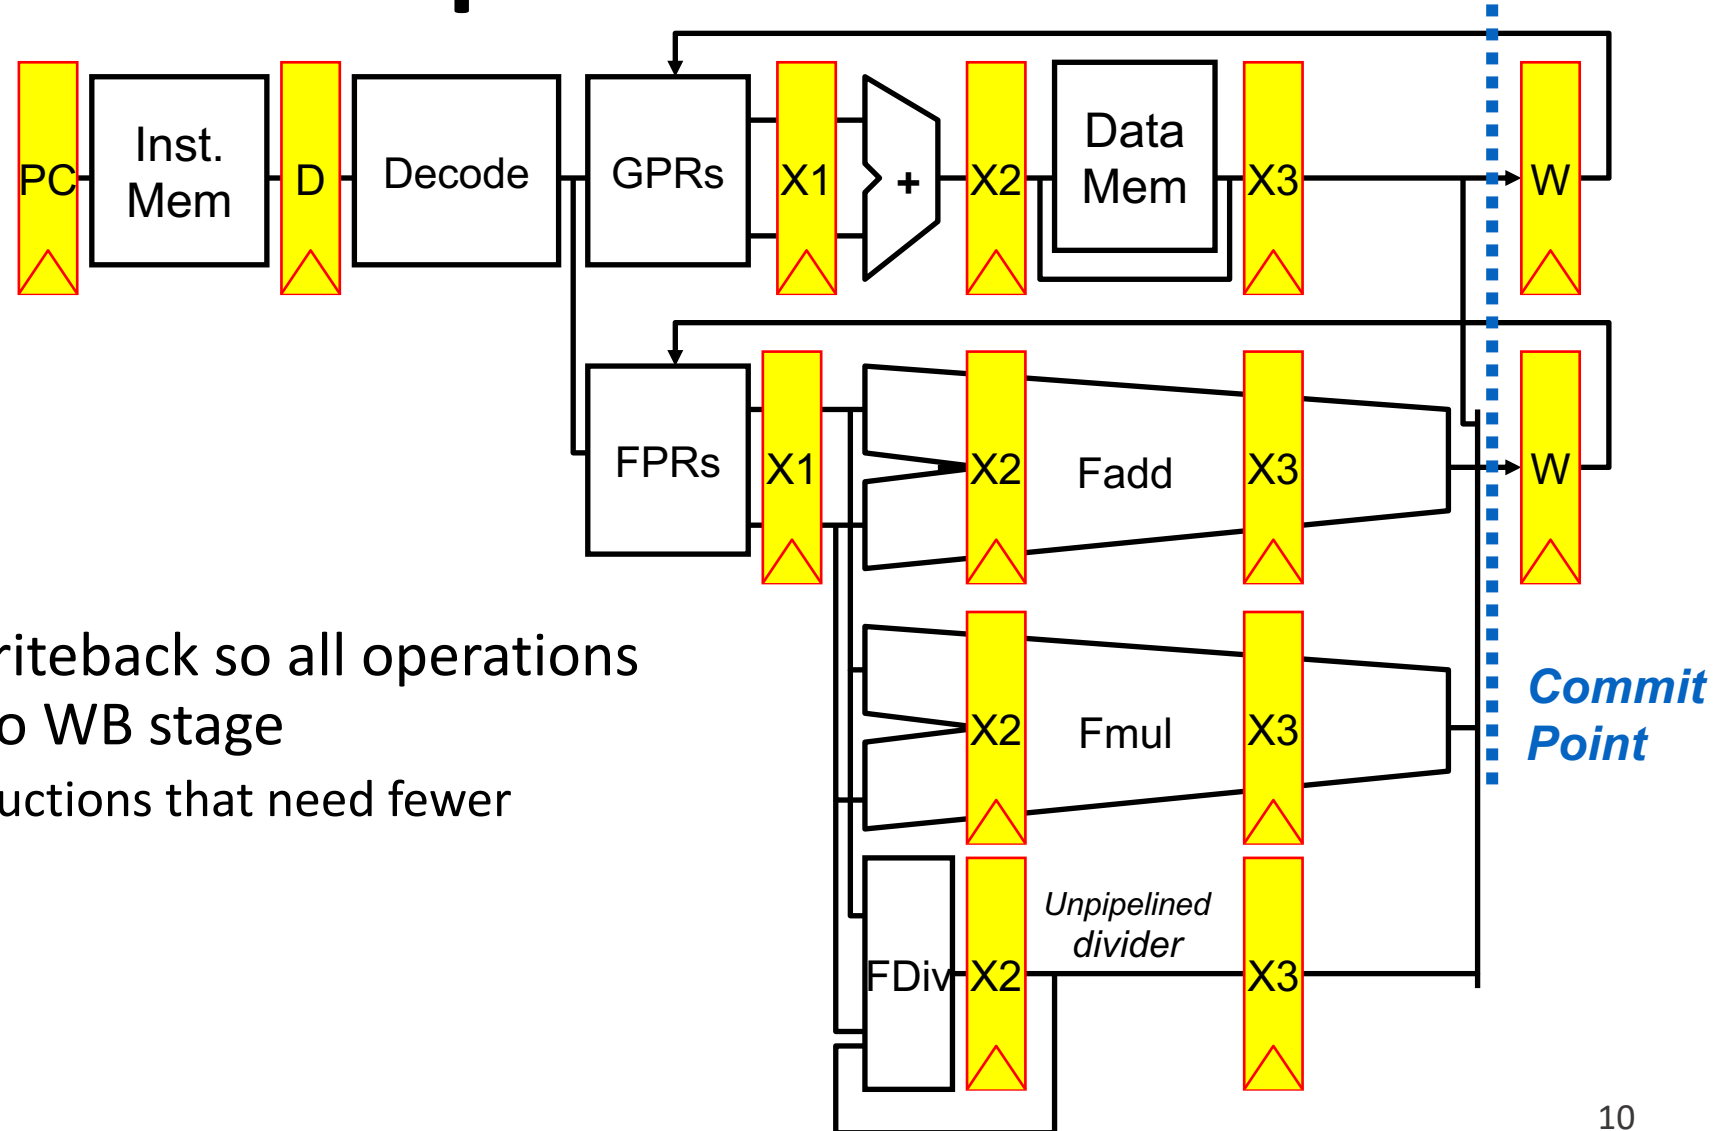 PC
Inst.
Mem
D
Decode
GPRs
X1
+
X2
Data
Mem
X3
W
FPRs
X1
X2
Fadd
X3
W
riteback so all operations
o WB stage
uctions that need fewer
X2
Fmul
X3
Commit
Point
FDiv
X2
Unpipelined
divider
X3
10